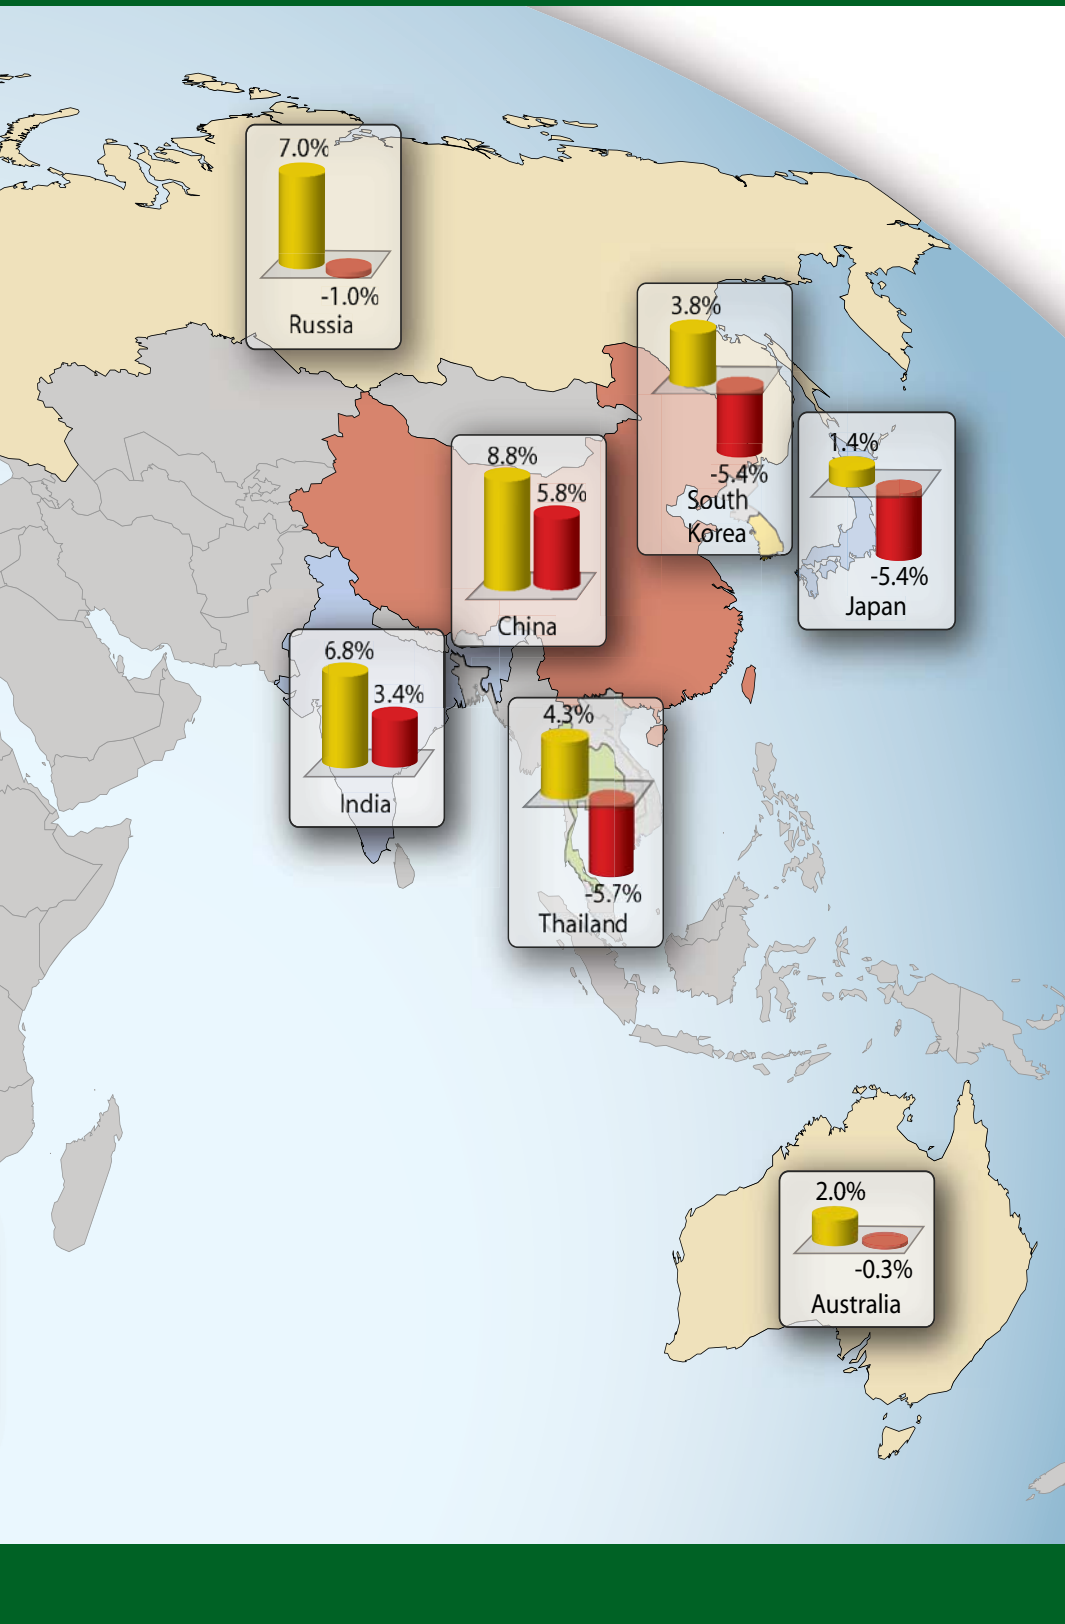 7.0%
-1.0%
Russia
3.8%
-5.4%
South
Korea
1.4%
-5.4%
Japan
8.8%
5.8%
China
6.8%
3.4%
India
4.3%
-5.7%
Thailand
2.0%
-0.3%
Australia